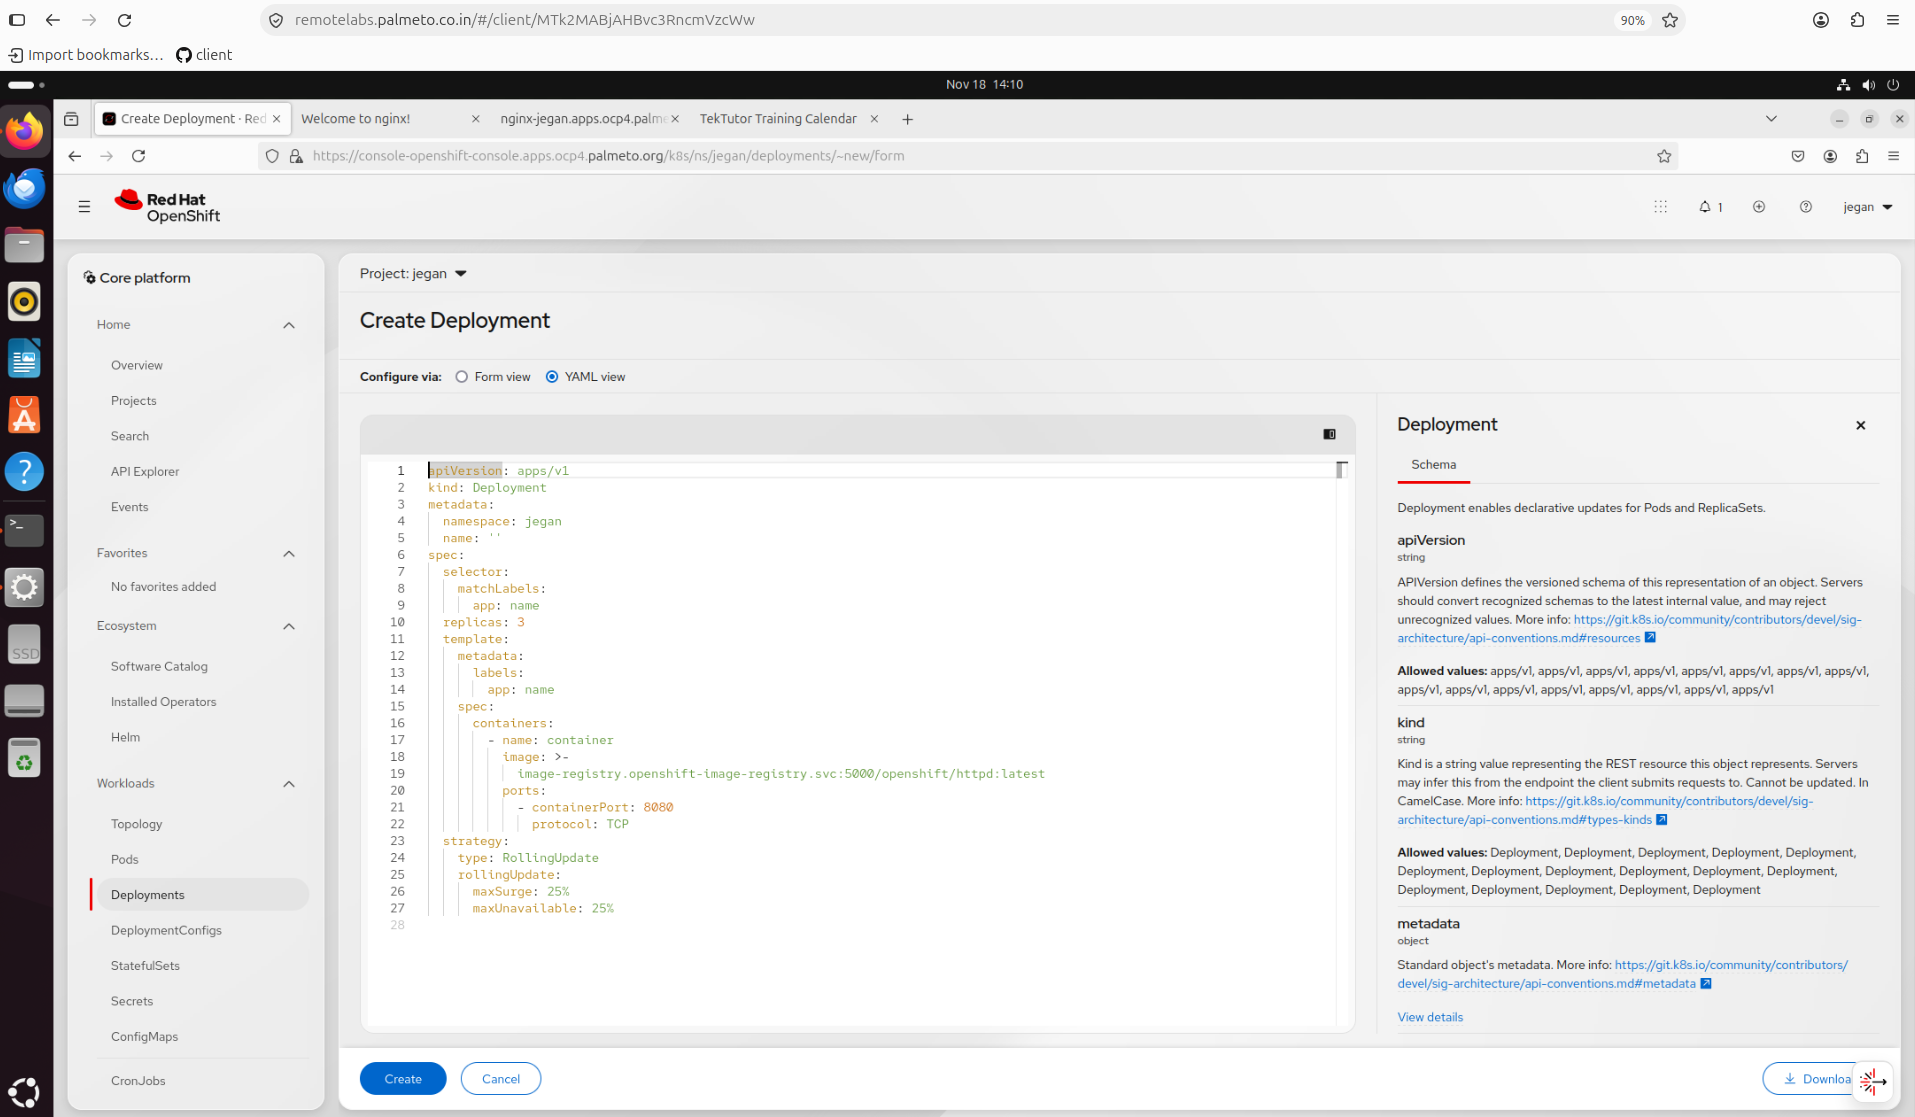 remotelabs.palmeto.co.in/#/client/MTk2MABjAHBvc3RncmVzcWw
90%
Import bookmarks...
client
Nov 18 14:10
Create Deployment · Red
Welcome to nginx!
nginx-jegan.apps.ocp4.palme
TekTutor Training Calendar
https://console-openshift-console.apps.ocp4.palmeto.org/k8s/ns/jegan/deployments/~new/form
Red Hat
OpenShift
1
jegan
Core platform
Home
Overview
Projects
Search
API Explorer
Events
Favorites
No favorites added
Ecosystem
Software Catalog
Installed Operators
Helm
Workloads
Topology
Pods
Deployments
DeploymentConfigs
StatefulSets
Secrets
ConfigMaps
CronJobs
SSD
Project: jegan
Create Deployment
Configure via: Form view YAML view
1 apiVersion: apps/v1
2 kind: Deployment
3 metadata:
4 namespace: jegan
5 name: ''
6 spec:
7 selector:
8 matchLabels:
9 app: name
10 replicas: 3
11 template:
12 metadata:
13 labels:
14 app: name
15 spec:
16 containers:
17 - name: container
18 image: >-
19 image-registry.openshift-image-registry.svc:5000/openshift/httpd:latest
20 ports:
21 - containerPort: 8080
22 protocol: TCP
23 strategy:
24 type: RollingUpdate
25 rollingUpdate:
26 maxSurge: 25%
27 maxUnavailable: 25%
28
Create
Cancel
Deployment
Schema
Deployment enables declarative updates for Pods and ReplicaSets.
apiVersion
string
APIVersion defines the versioned schema of this representation of an object. Servers
should convert recognized schemas to the latest internal value, and may reject
unrecognized values. More info: https://git.k8s.io/community/contributors/devel/sig-
architecture/api-conventions.md#resources
Allowed values: apps/v1, apps/v1, apps/v1, apps/v1, apps/v1, apps/v1, apps/v1, apps/v1,
apps/v1, apps/v1, apps/v1, apps/v1, apps/v1, apps/v1, apps/v1, apps/v1
kind
string
Kind is a string value representing the REST resource this object represents. Servers
may infer this from the endpoint the client submits requests to. Cannot be updated. In
CamelCase. More info: https://git.k8s.io/community/contributors/devel/sig-
architecture/api-conventions.md#types-kinds
Allowed values: Deployment, Deployment, Deployment, Deployment, Deployment,
Deployment, Deployment, Deployment, Deployment, Deployment, Deployment,
Deployment, Deployment, Deployment, Deployment, Deployment
metadata
object
Standard object's metadata. More info: https://git.k8s.io/community/contributors/
devel/sig-architecture/api-conventions.md#metadata
View details
Downloa